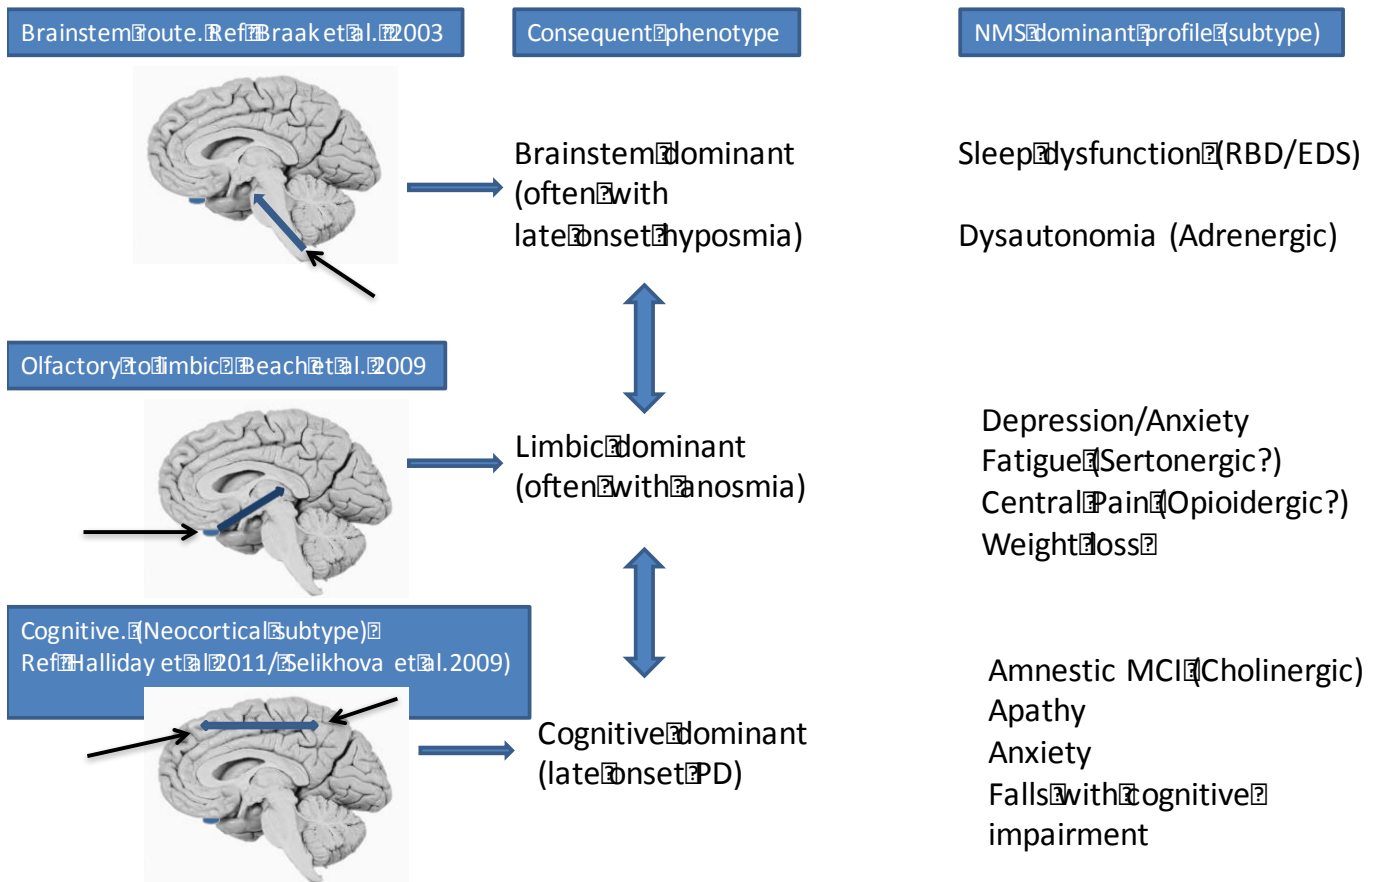 Brainstem route. Ref Braak et al. 2003
Consequent phenotype
NMS dominant profile (subtype)
Brainstem dominant
(often with
late onset hyposmia)
Sleep dysfunction (RBD/EDS)
Dysautonomia (Adrenergic)
Olfactory to limbic. Beach et al. 2009
Limbic dominant
(often with anosmia)
Depression/Anxiety
Fatigue (Sertonergic?)
Central Pain (Opioidergic?)
Weight loss
Cognitive. (Neocortical subtype)
Ref Halliday et al 2011/ Selikhova et al.2009)
Cognitive dominant
(late onset PD)
Amnestic MCI (Cholinergic)
Apathy
Anxiety
Falls with cognitive
impairment